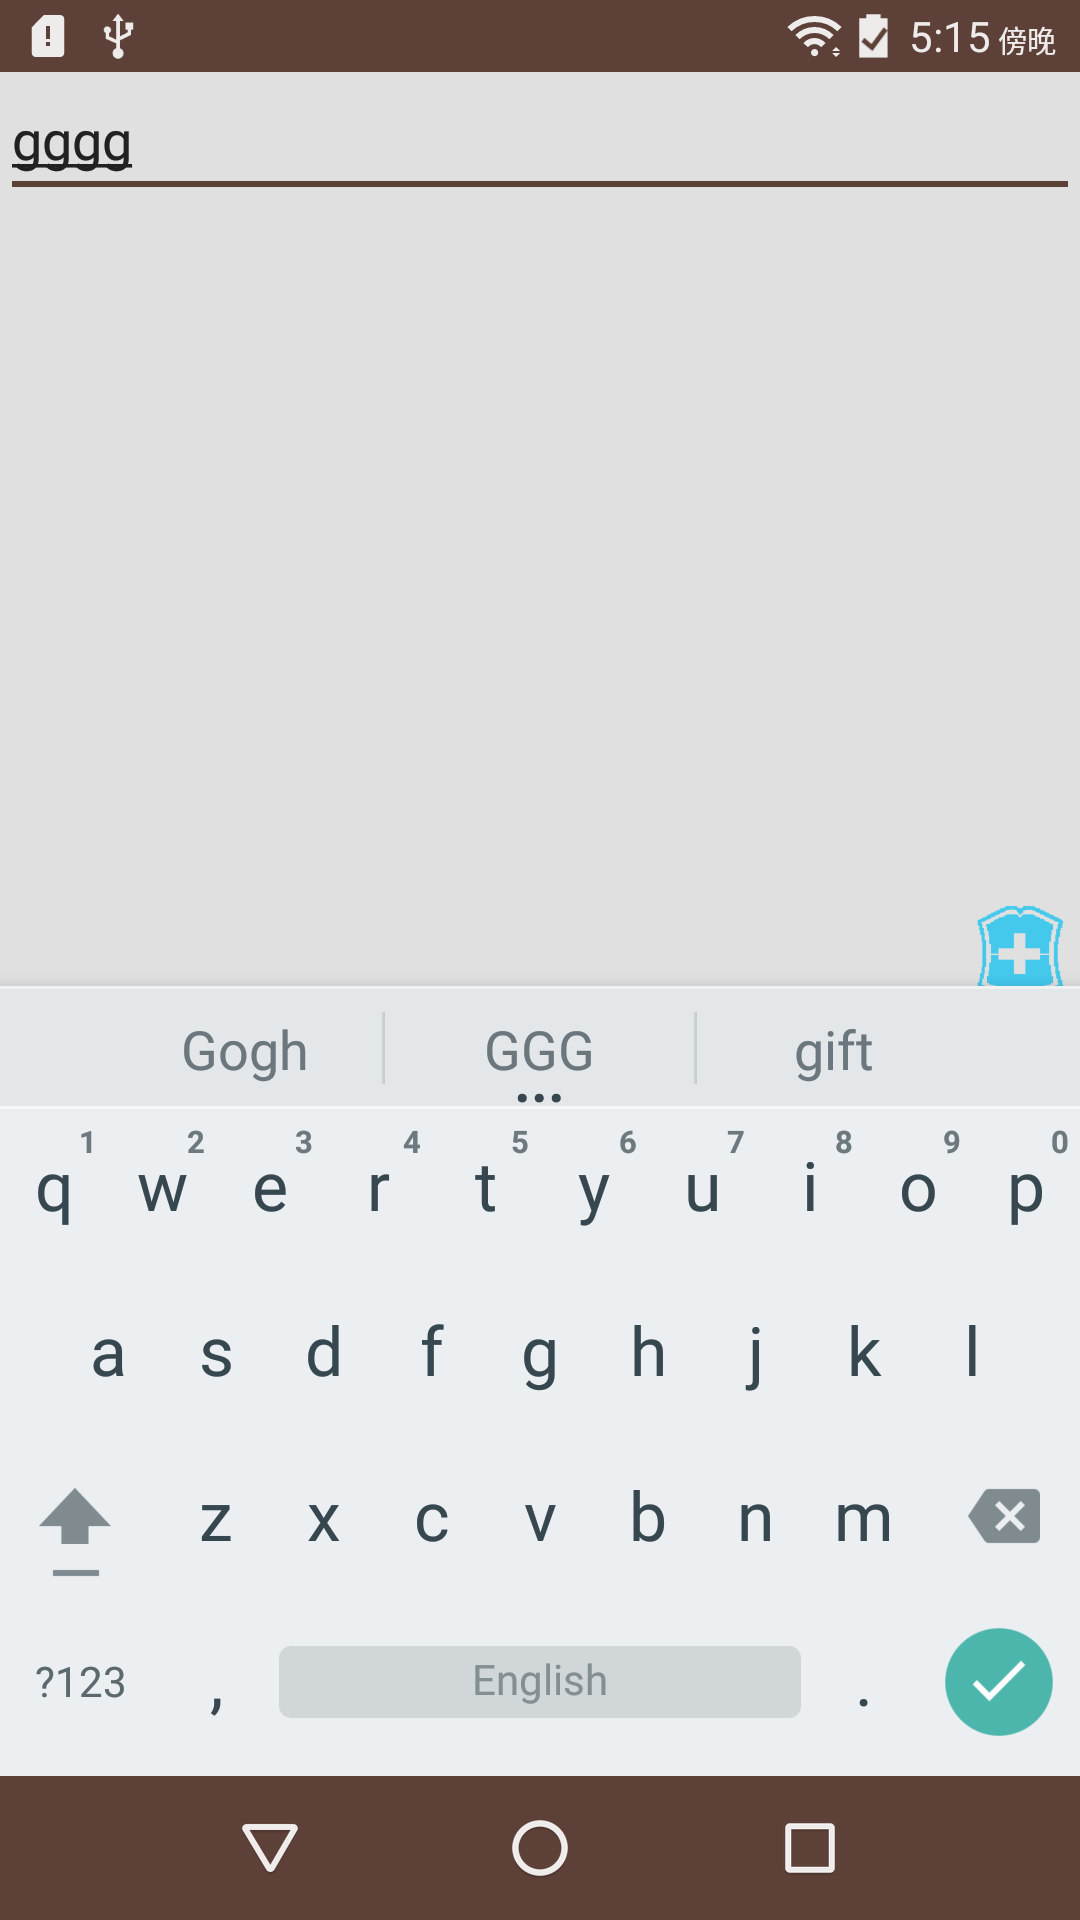 5:15 傍晚
gggg
Gogh GGG gift
1 2 3 4 5 6 7 8 9 0
q w e r t y u i o p
a s d f g h j k l
z x c v b n m
?123 , English .